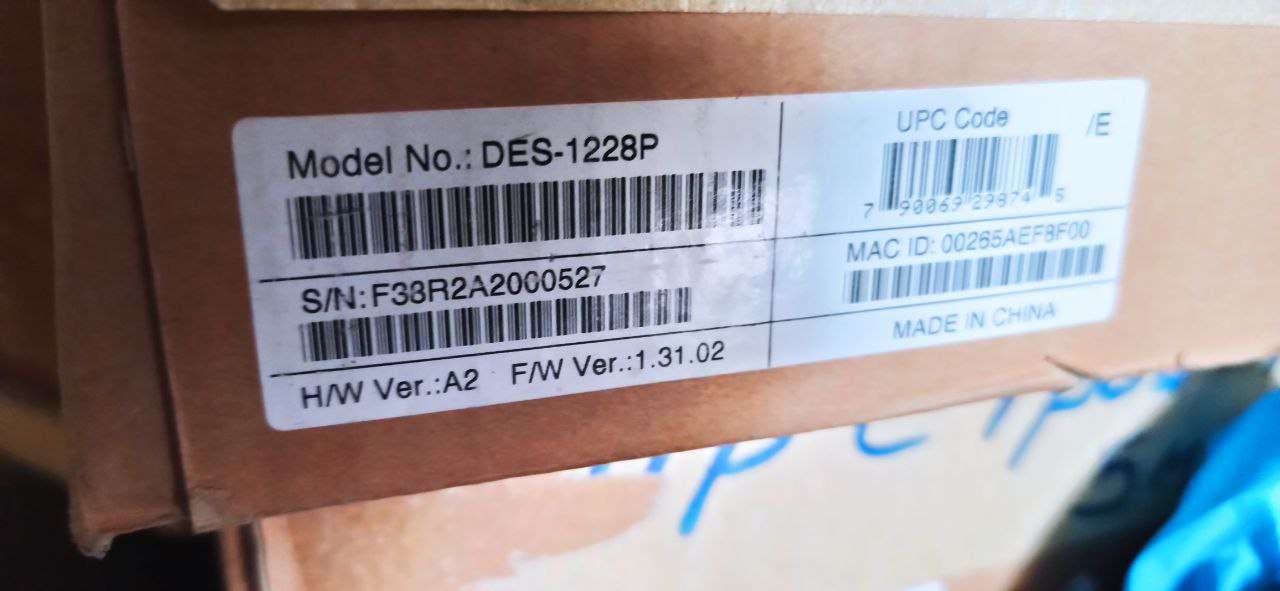 Model No.: DES-1228P
S/N: F38R2A2000527
H/W Ver.:A2 F/W Ver.:1.31.02
UPC Code /E
7 90069 29874 5
MAC ID: 00265AEF8F00
MADE IN CHINA